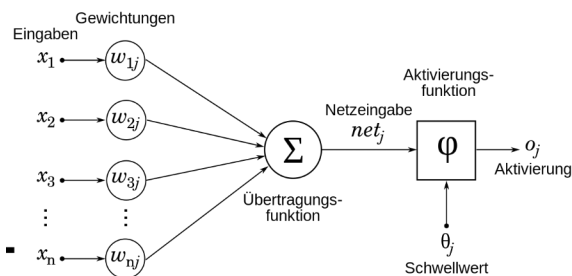 Gewichtungen
Eingaben
x₁ w₁ⱼ
x₂ w₂ⱼ
x₃ w₃ⱼ
⋮ ⋮
xₙ wₙⱼ
Σ
Übertragungs-
funktion
Netzeingabe
netⱼ
Aktivierungs-
funktion
φ
oⱼ
Aktivierung
θⱼ
Schwellwert